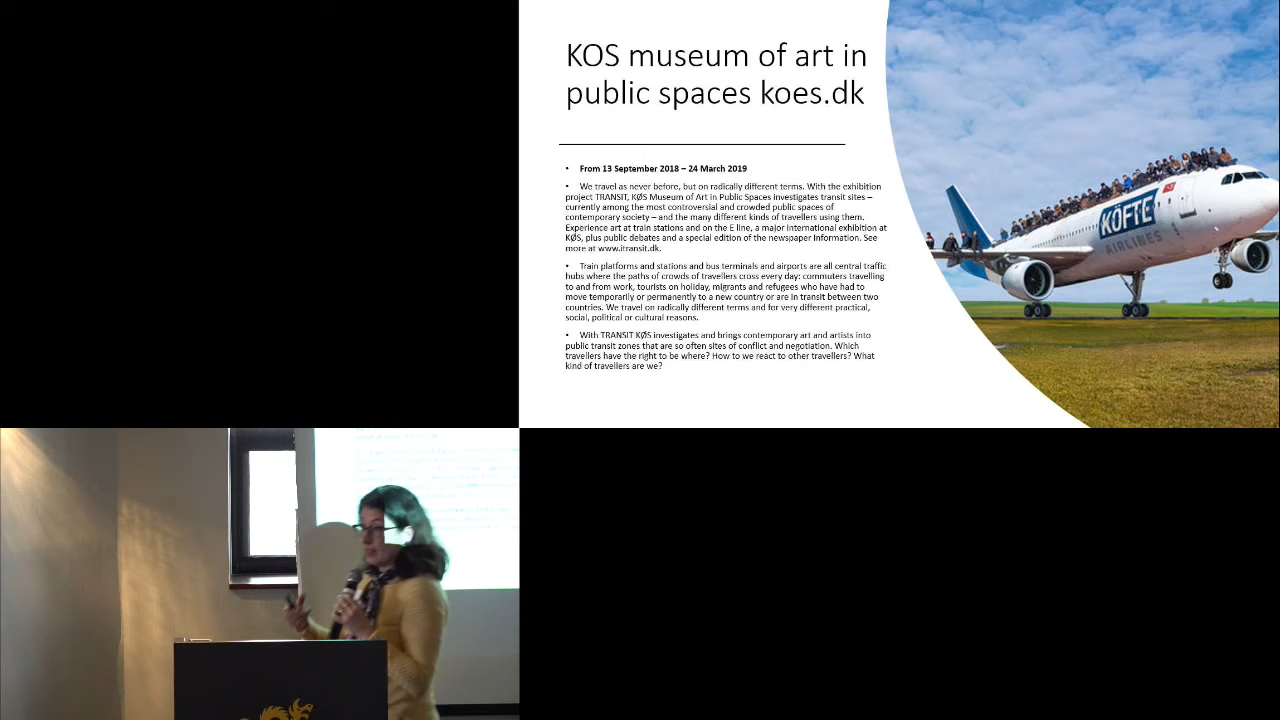 KOS museum of art in
public spaces koes.dk
• From 13 September 2018 – 24 March 2019
• We travel as never before, but on radically different terms. With the exhibition
project TRANSIT, KØS Museum of Art in Public Spaces investigates transit sites –
currently among the most controversial and crowded public spaces of
contemporary society – and the many different kinds of travellers using them.
Experience art at train stations and on the E line, a major international exhibition at
KØS, plus public debates and a special edition of the newspaper Information. See
more at www.itransit.dk.
• Train platforms and stations and bus terminals and airports are all central traffic
hubs where the paths of crowds of travellers cross every day: commuters travelling
to and from work, tourists on holiday, migrants and refugees who have had to
move temporarily or permanently to a new country or are in transit between two
countries. We travel on radically different terms and for very different practical,
social, political or cultural reasons.
• With TRANSIT KØS investigates and brings contemporary art and artists into
public transit zones that are so often sites of conflict and negotiation. Which
travellers have the right to be where? How to we react to other travellers? What
kind of travellers are we?
KÖFTE
AIRLINES